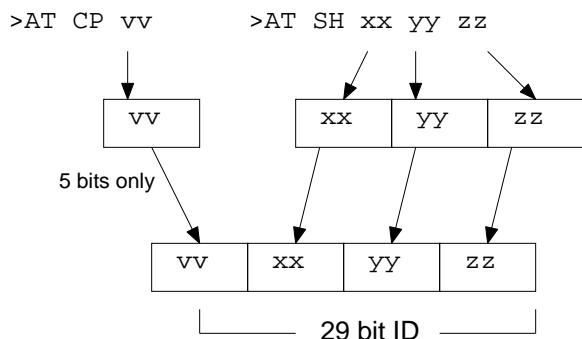 >AT CP vv >AT SH xx yy zz
vv xx yy zz
5 bits only
vv xx yy zz
29 bit ID